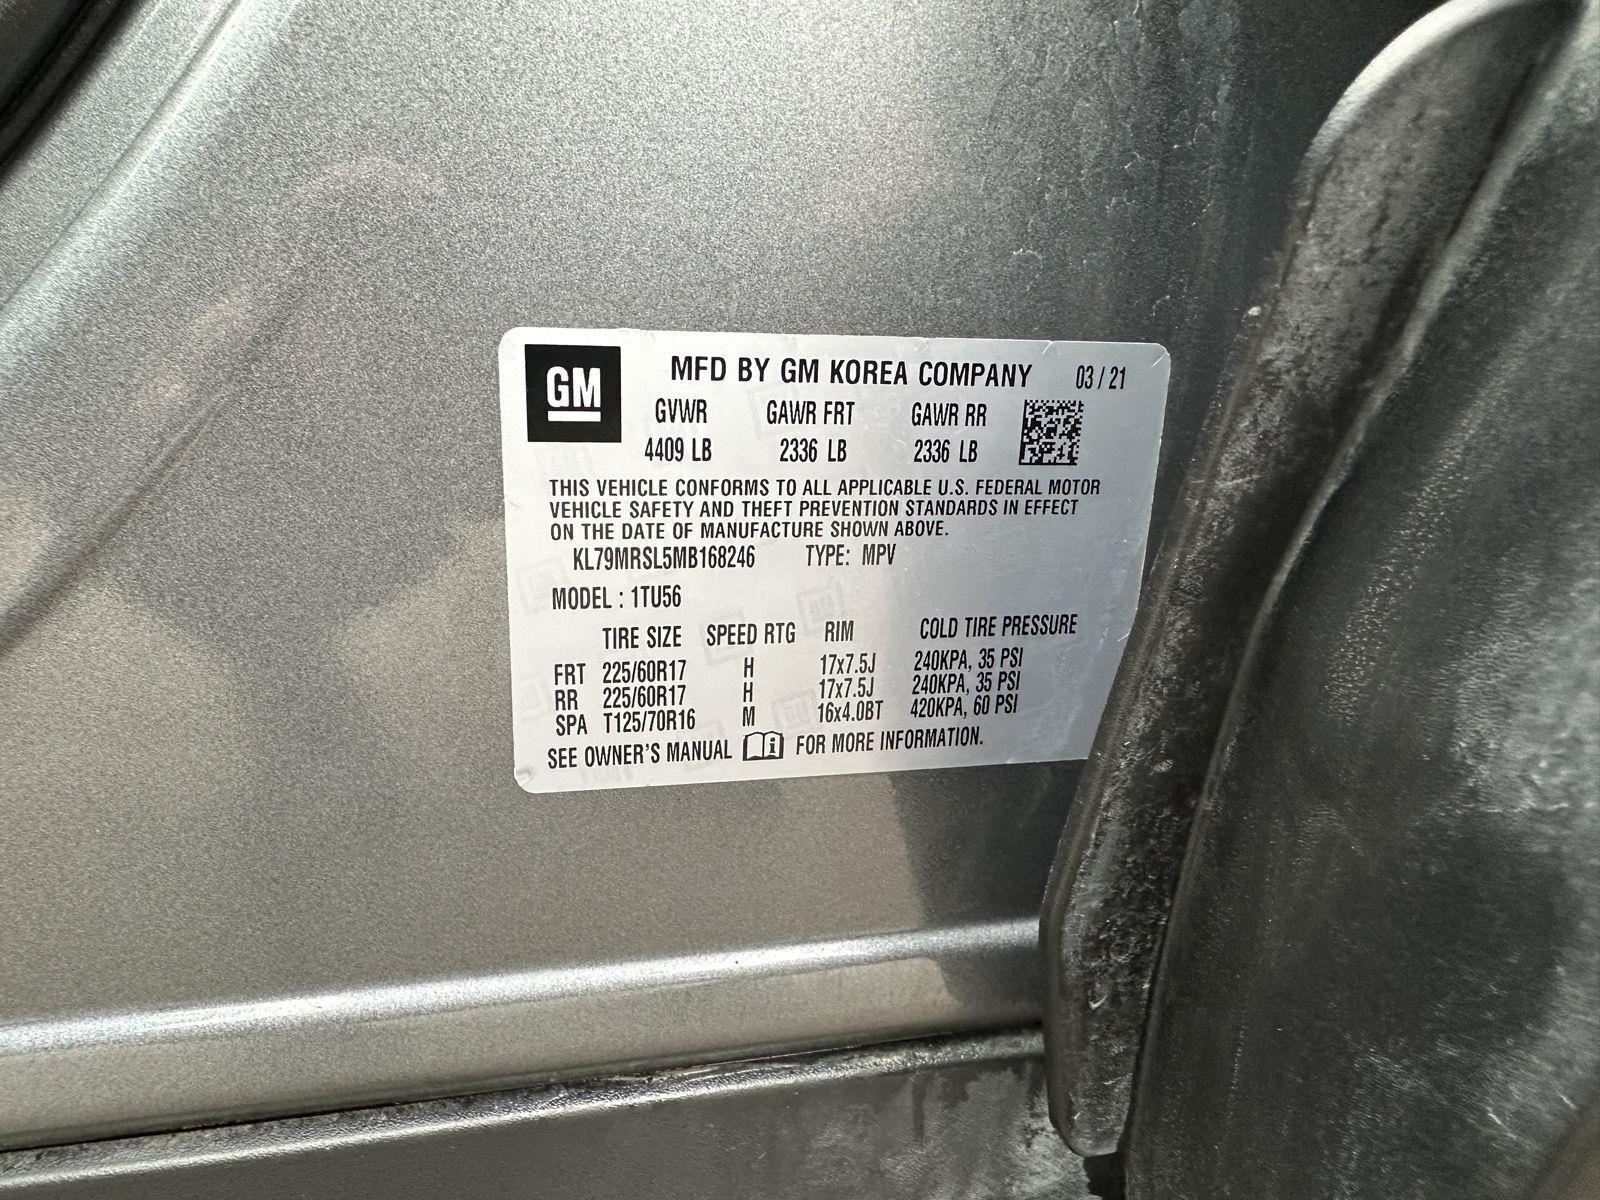 GM
MFD BY GM KOREA COMPANY 03/21
GVWR GAWR FRT GAWR RR
4409 LB 2336 LB 2336 LB
THIS VEHICLE CONFORMS TO ALL APPLICABLE U.S. FEDERAL MOTOR
VEHICLE SAFETY AND THEFT PREVENTION STANDARDS IN EFFECT
ON THE DATE OF MANUFACTURE SHOWN ABOVE.
KL79MRSL5MB168246 TYPE: MPV
MODEL : 1TU56
TIRE SIZE SPEED RTG RIM COLD TIRE PRESSURE
FRT 225/60R17 H 17x7.5J 240KPA, 35 PSI
RR 225/60R17 H 17x7.5J 240KPA, 35 PSI
SPA T125/70R16 M 16x4.0BT 420KPA, 60 PSI
SEE OWNER'S MANUAL FOR MORE INFORMATION.